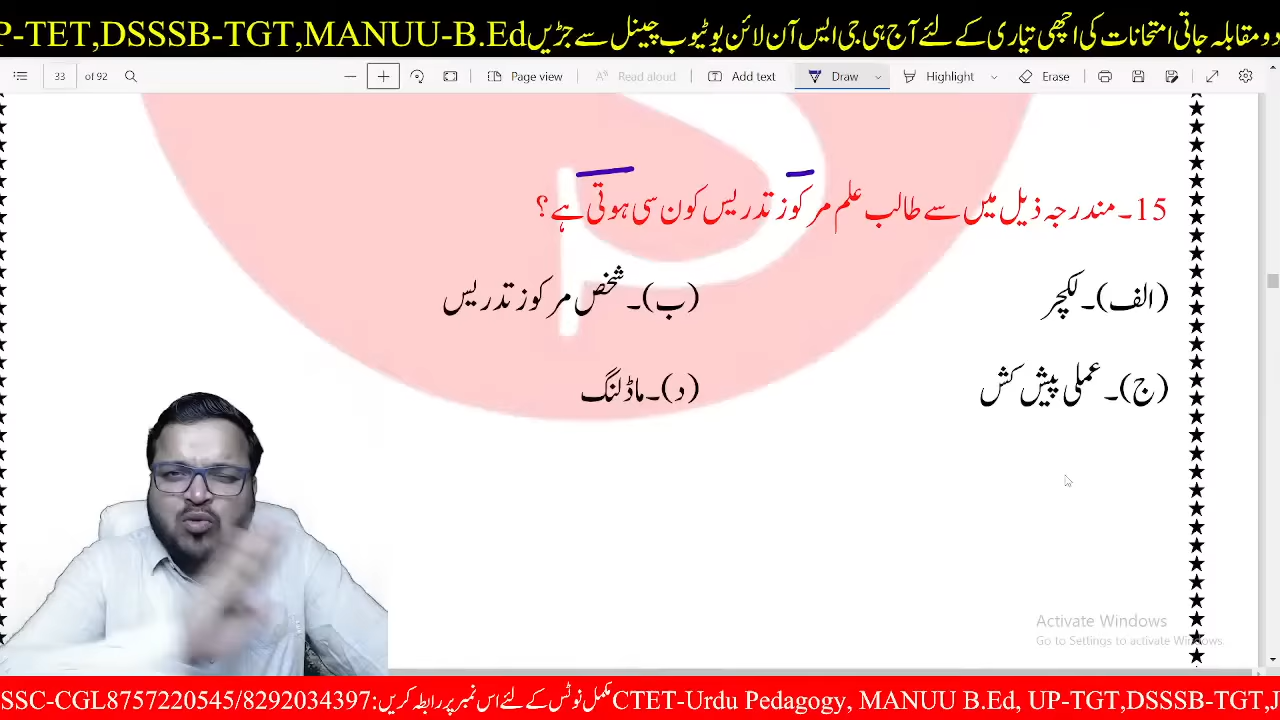 دو مقابلہ جاتی امتحانات کی اچھی تیاری کے لئے آج ہی جی ایس آن لائن یوٹیوب چینل سے جڑیں P-TET,DSSSB-TGT,MANUU-B.Ed
33 of 92 Page view Read aloud Add text Draw Highlight Erase
15۔ مندرجہ ذیل میں سے طالب علم مرکوز تدریس کون سی ہوتی ہے؟
(الف)۔ لکچر (ب)۔ شخص مرکوز تدریس
(ج)۔ عملی پیش کش (د)۔ ماڈلنگ
Activate Windows
Go to Settings to activate Windows.
SSC-CGL8757220545/8292034397:مکمل نوٹس کے لئے اس نمبر پر رابطہ کریں CTET-Urdu Pedagogy, MANUU B.Ed, UP-TGT,DSSSB-TGT,J